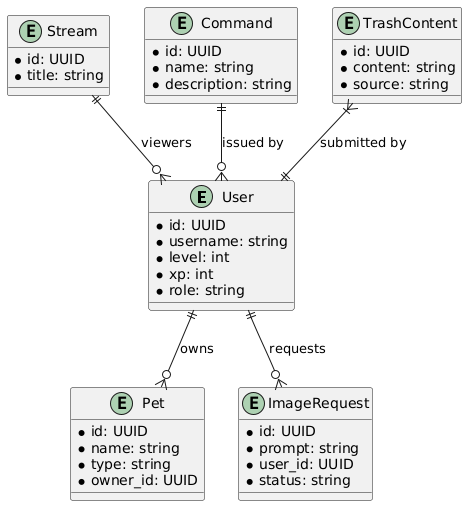 E Stream
id: UUID
title: string
E Command
id: UUID
name: string
description: string
E TrashContent
id: UUID
content: string
source: string
viewers
issued by
submitted by
E User
id: UUID
username: string
level: int
xp: int
role: string
owns
requests
E Pet
id: UUID
name: string
type: string
owner_id: UUID
E ImageRequest
id: UUID
prompt: string
user_id: UUID
status: string